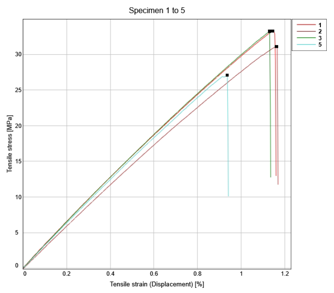 Specimen 1 to 5
1
2
3
5
Tensile stress [MPa]
30
25
20
15
10
5
0
0 0.2 0.4 0.6 0.8 1 1.2
Tensile strain (Displacement) [%]